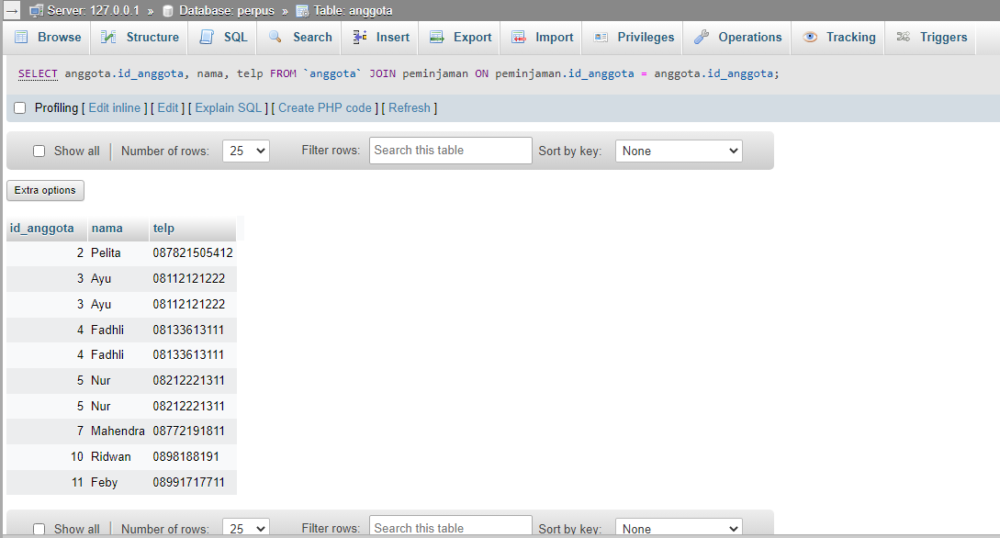 Server: 127.0.0.1 » Database: perpus » Table: anggota
Browse Structure SQL Search Insert Export Import Privileges Operations Tracking Triggers
SELECT anggota.id_anggota, nama, telp FROM `anggota` JOIN peminjaman ON peminjaman.id_anggota = anggota.id_anggota;
Profiling [ Edit inline ] [ Edit ] [ Explain SQL ] [ Create PHP code ] [ Refresh ]
Show all Number of rows: 25 Filter rows: Search this table Sort by key: None
Extra options
id_anggota nama telp
2 Pelita 087821505412
3 Ayu 08112121222
3 Ayu 08112121222
4 Fadhli 08133613111
4 Fadhli 08133613111
5 Nur 08212221311
5 Nur 08212221311
7 Mahendra 08772191811
10 Ridwan 0898188191
11 Feby 08991717711
Show all Number of rows: 25 Filter rows: Search this table Sort by key: None